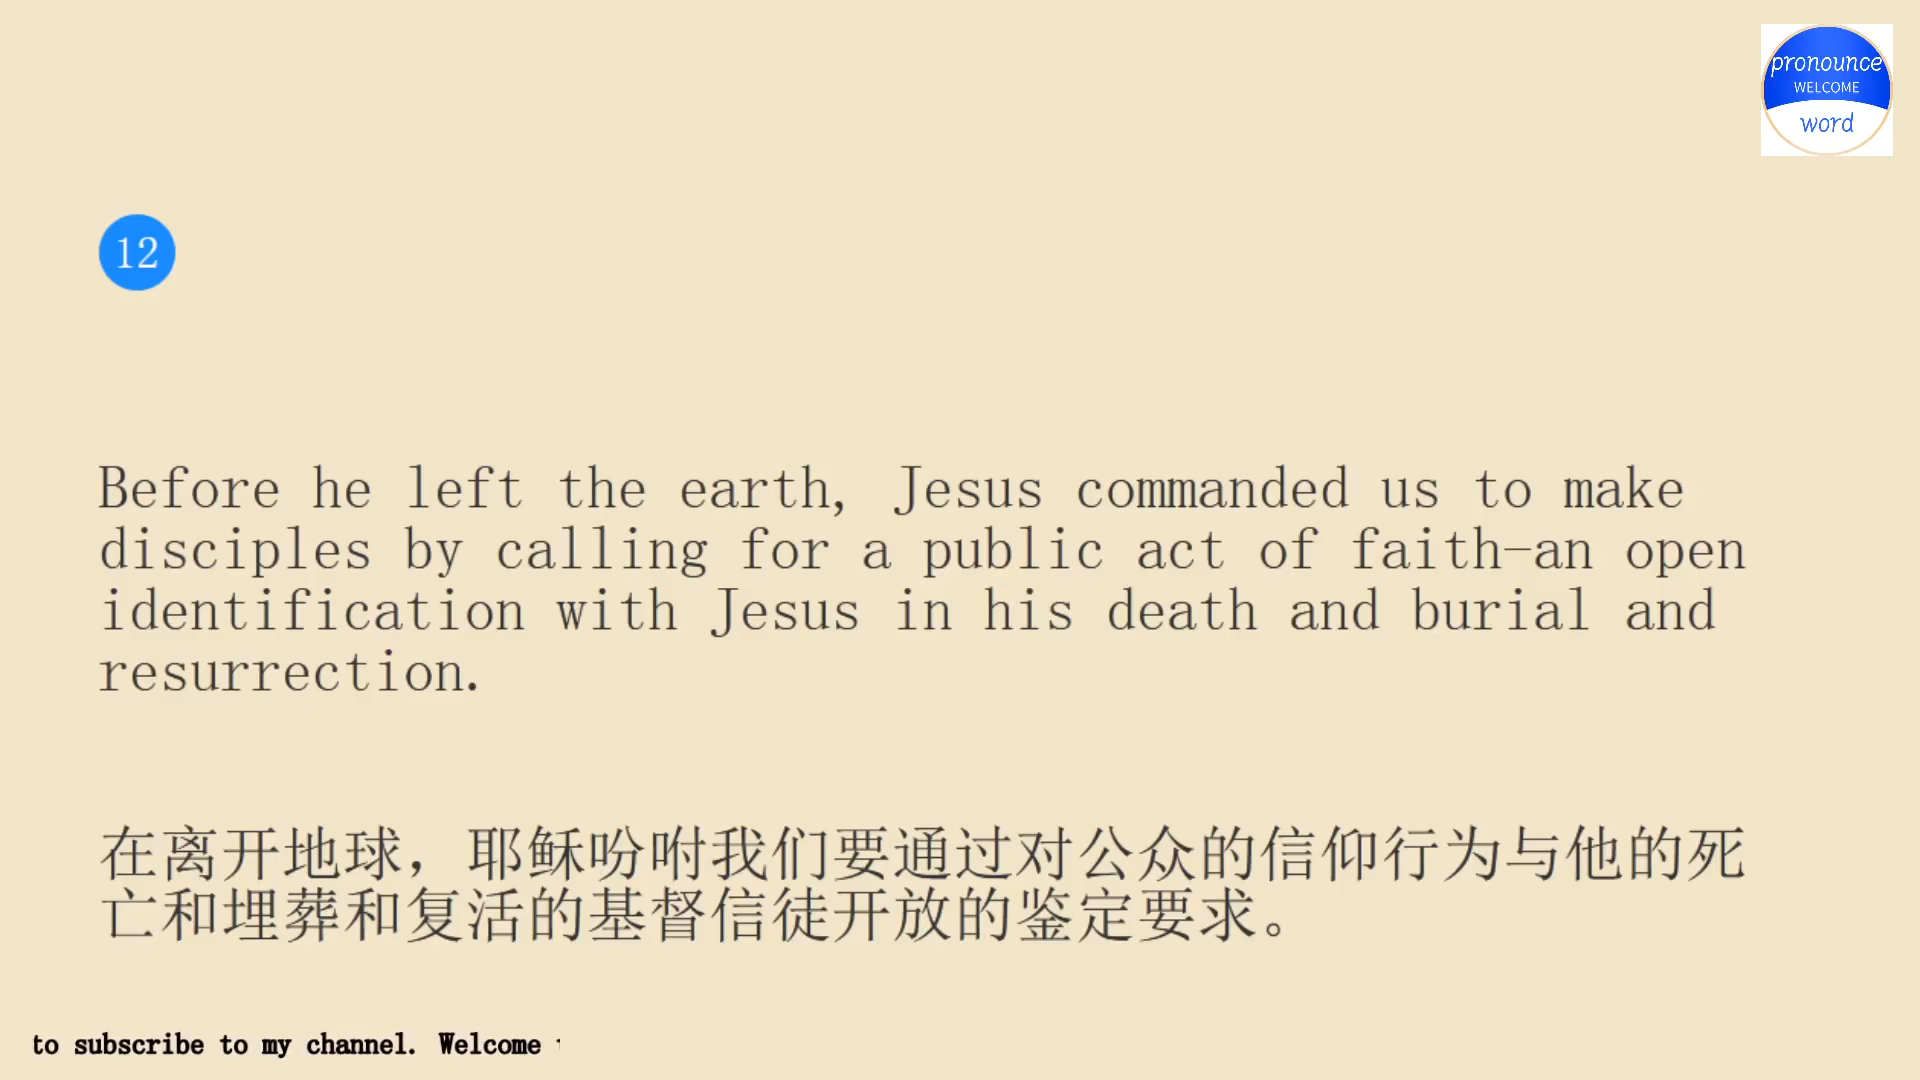 pronounce
WELCOME
word
12
Before he left the earth, Jesus commanded us to make
disciples by calling for a public act of faith-an open
identification with Jesus in his death and burial and
resurrection.
在离开地球，耶稣吩咐我们要通过对公众的信仰行为与他的死
亡和埋葬和复活的基督信徒开放的鉴定要求。
to subscribe to my channel. Welcome